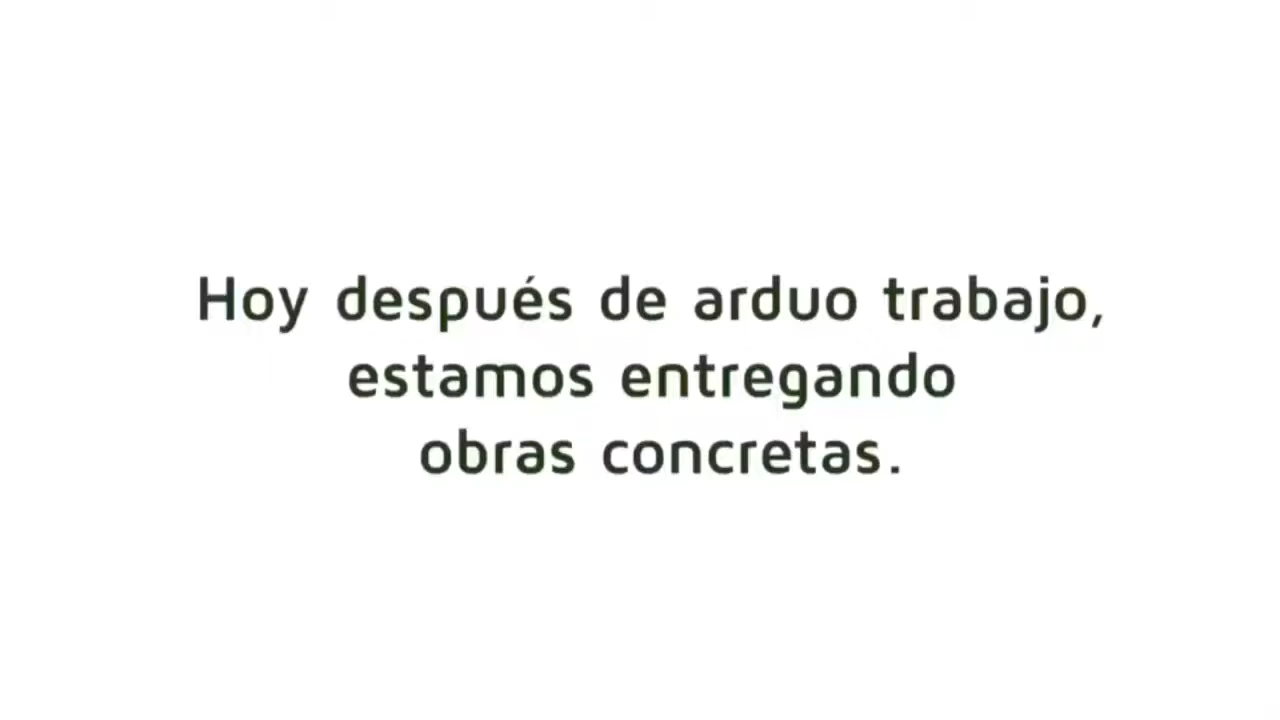 Hoy después de arduo trabajo,
estamos entregando
obras concretas.